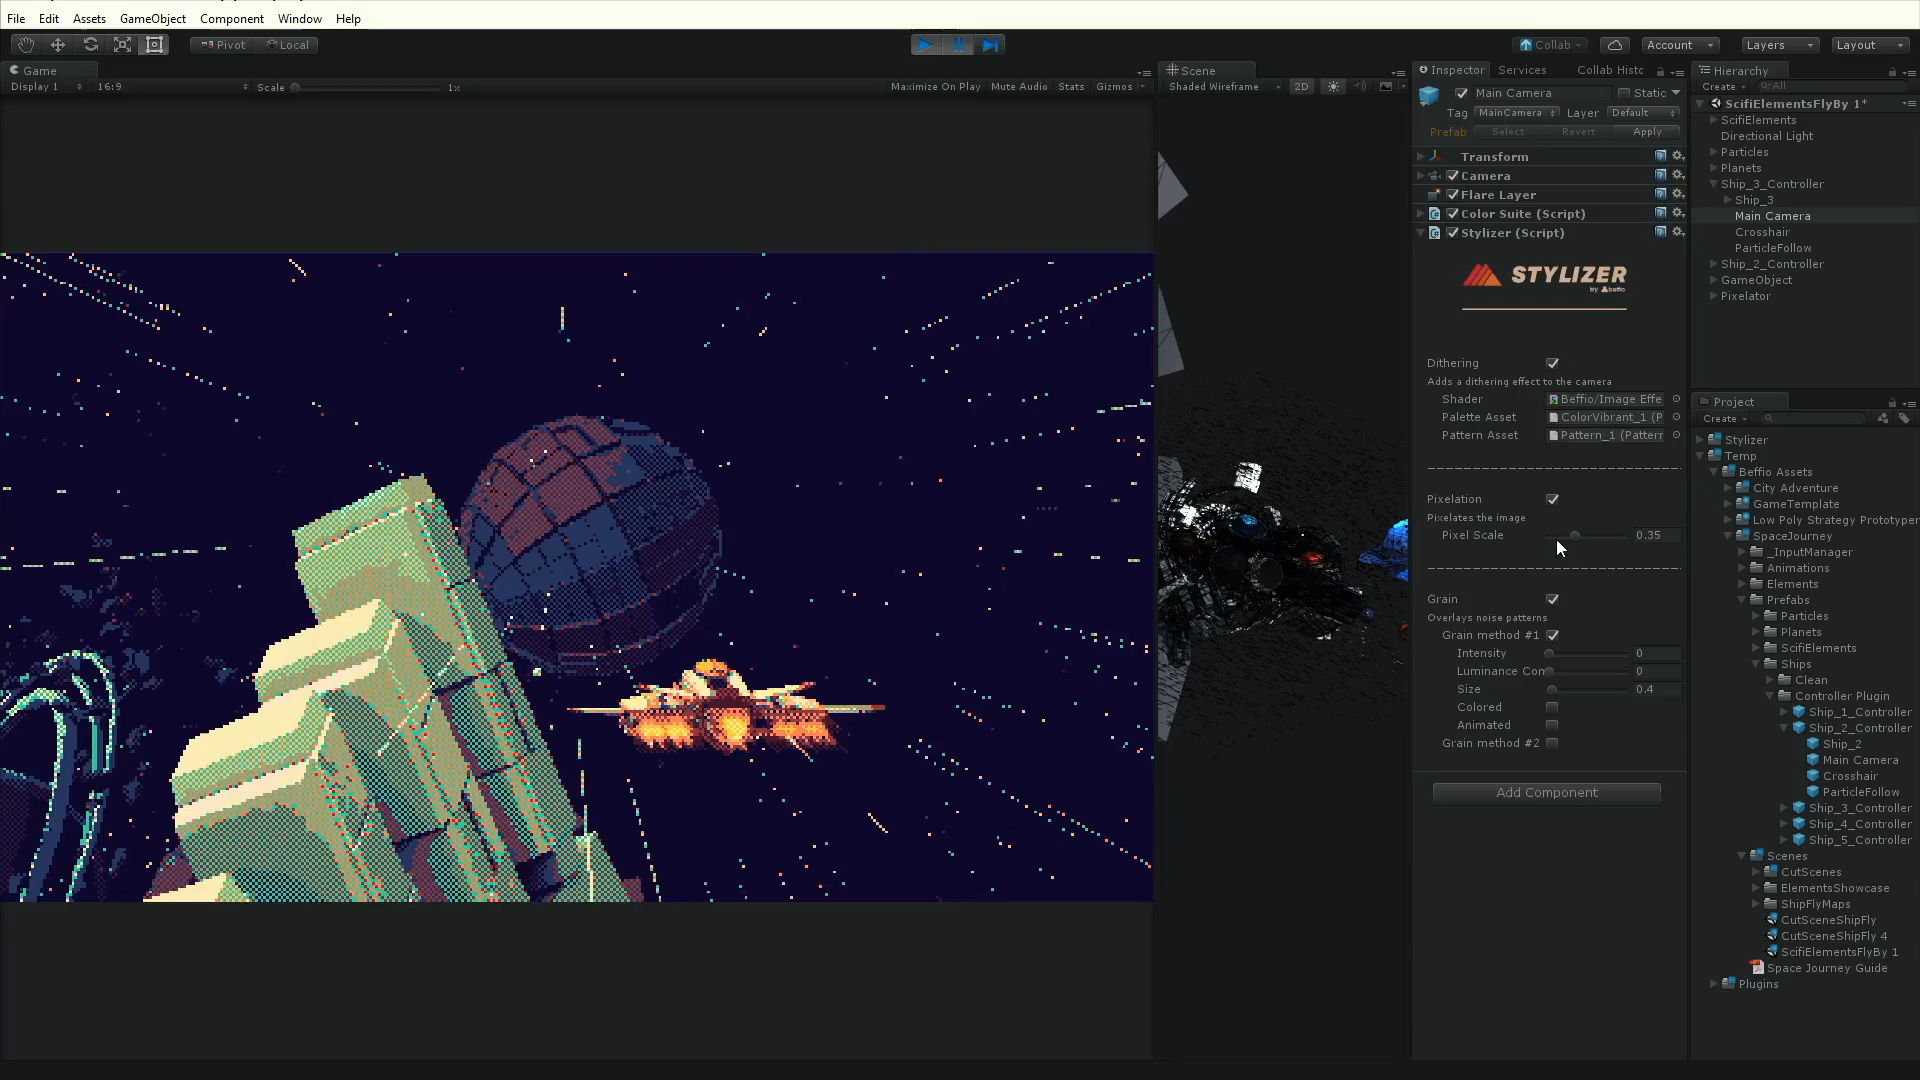 File Edit Assets GameObject Component Window Help
Pivot Local
Collab Account Layers Layout
Game
Display 1 16:9 Scale 1x Maximize On Play Mute Audio Stats Gizmos
Scene
Shaded Wireframe 2D
Inspector Services Collab Histo
Main Camera Static
Tag MainCamera Layer Default
Prefab Select Revert Apply
Transform
Camera
Flare Layer
Color Suite (Script)
Stylizer (Script)
STYLIZER
by beffio
Dithering
Adds a dithering effect to the camera
Shader Beffio/Image Effe
Palette Asset ColorVibrant_1 (P
Pattern Asset Pattern_1 (Patterr
Pixelation
Pixelates the image
Pixel Scale 0.35
Grain
Overlays noise patterns
Grain method #1
Intensity 0
Luminance Con 0
Size 0.4
Colored
Animated
Grain method #2
Add Component
Hierarchy
Create All
ScifiElementsFlyBy 1*
ScifiElements
Directional Light
Particles
Planets
Ship_3_Controller
Ship_3
Main Camera
Crosshair
ParticleFollow
Ship_2_Controller
GameObject
Pixelator
Project
Create
Stylizer
Temp
Beffio Assets
City Adventure
GameTemplate
Low Poly Strategy Prototyper
SpaceJourney
_InputManager
Animations
Elements
Prefabs
Particles
Planets
ScifiElements
Ships
Clean
Controller Plugin
Ship_1_Controller
Ship_2_Controller
Ship_2
Main Camera
Crosshair
ParticleFollow
Ship_3_Controller
Ship_4_Controller
Ship_5_Controller
Scenes
CutScenes
ElementsShowcase
ShipFlyMaps
CutSceneShipFly
CutSceneShipFly 4
ScifiElementsFlyBy 1
Space Journey Guide
Plugins